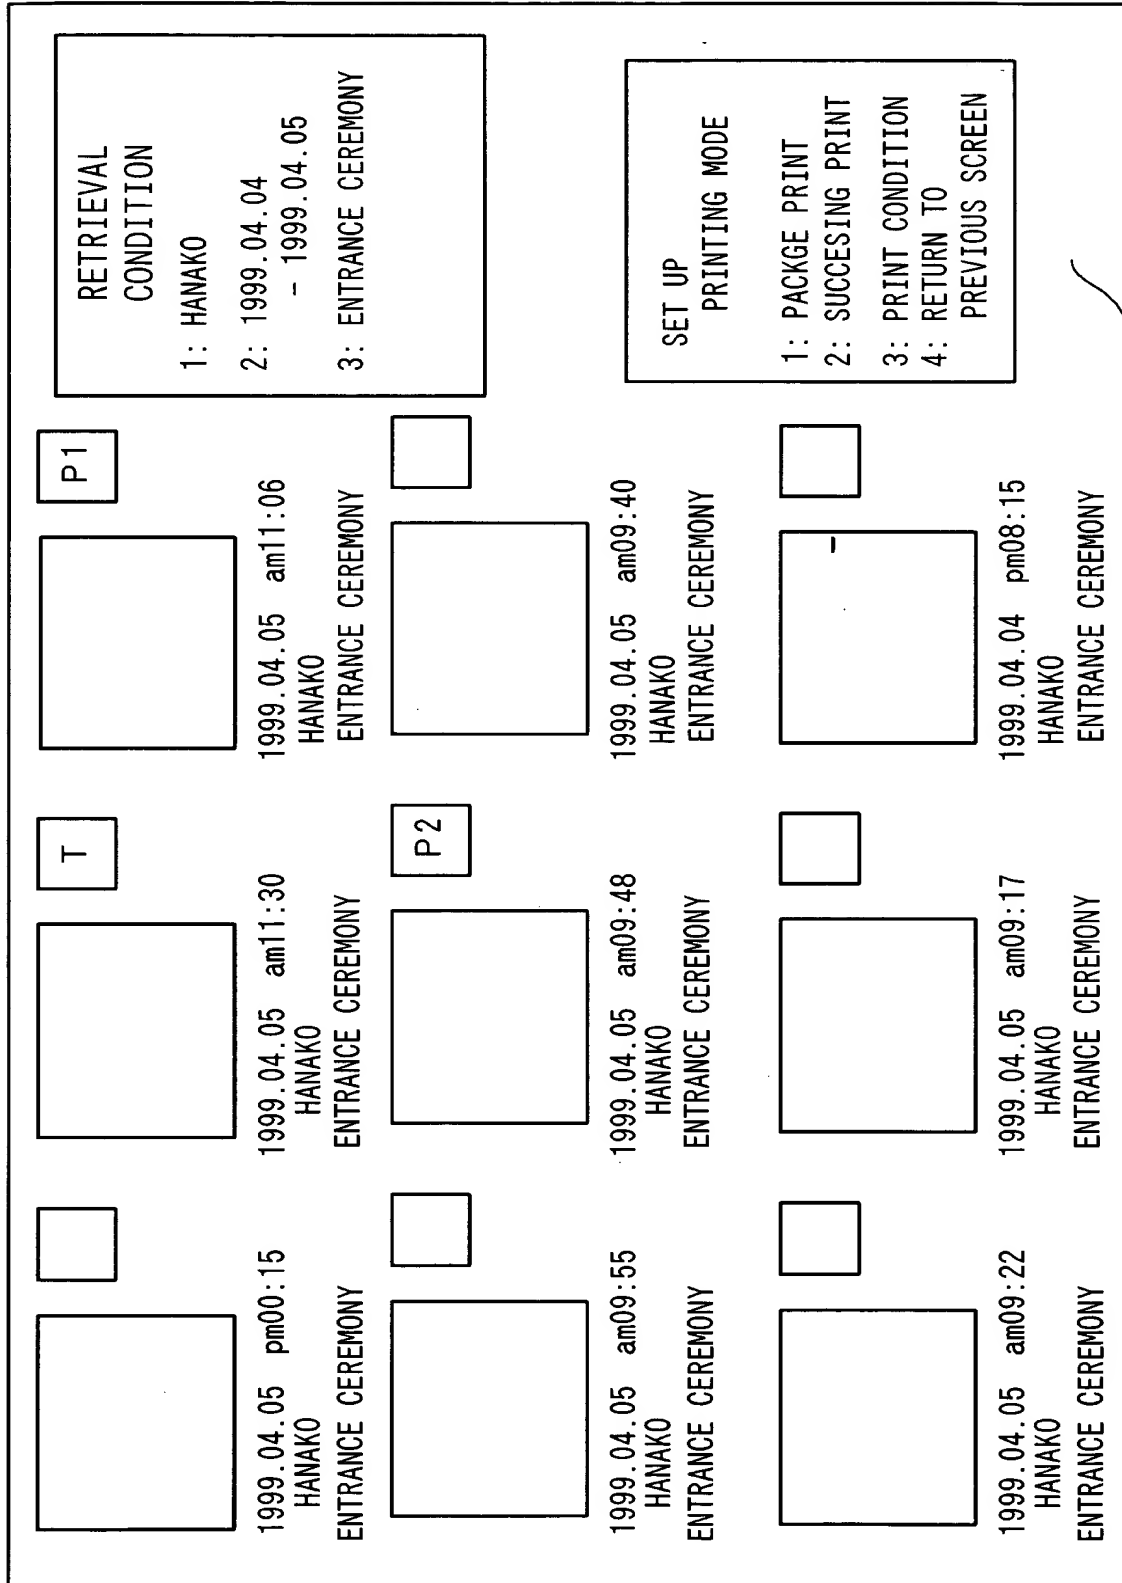 T
P1
1999.04.05 pm00:15
HANAKO
ENTRANCE CEREMONY
1999.04.05 am11:30
HANAKO
ENTRANCE CEREMONY
1999.04.05 am11:06
HANAKO
ENTRANCE CEREMONY
P2
1999.04.05 am09:55
HANAKO
ENTRANCE CEREMONY
1999.04.05 am09:48
HANAKO
ENTRANCE CEREMONY
1999.04.05 am09:40
HANAKO
ENTRANCE CEREMONY
1999.04.05 am09:22
HANAKO
ENTRANCE CEREMONY
1999.04.05 am09:17
HANAKO
ENTRANCE CEREMONY
1999.04.04 pm08:15
HANAKO
ENTRANCE CEREMONY
RETRIEVAL
CONDITION
1: HANAKO
2: 1999.04.04
- 1999.04.05
3: ENTRANCE CEREMONY
SET UP
PRINTING MODE
1: PACKGE PRINT
2: SUCCESING PRINT
3: PRINT CONDITION
4: RETURN TO
PREVIOUS SCREEN